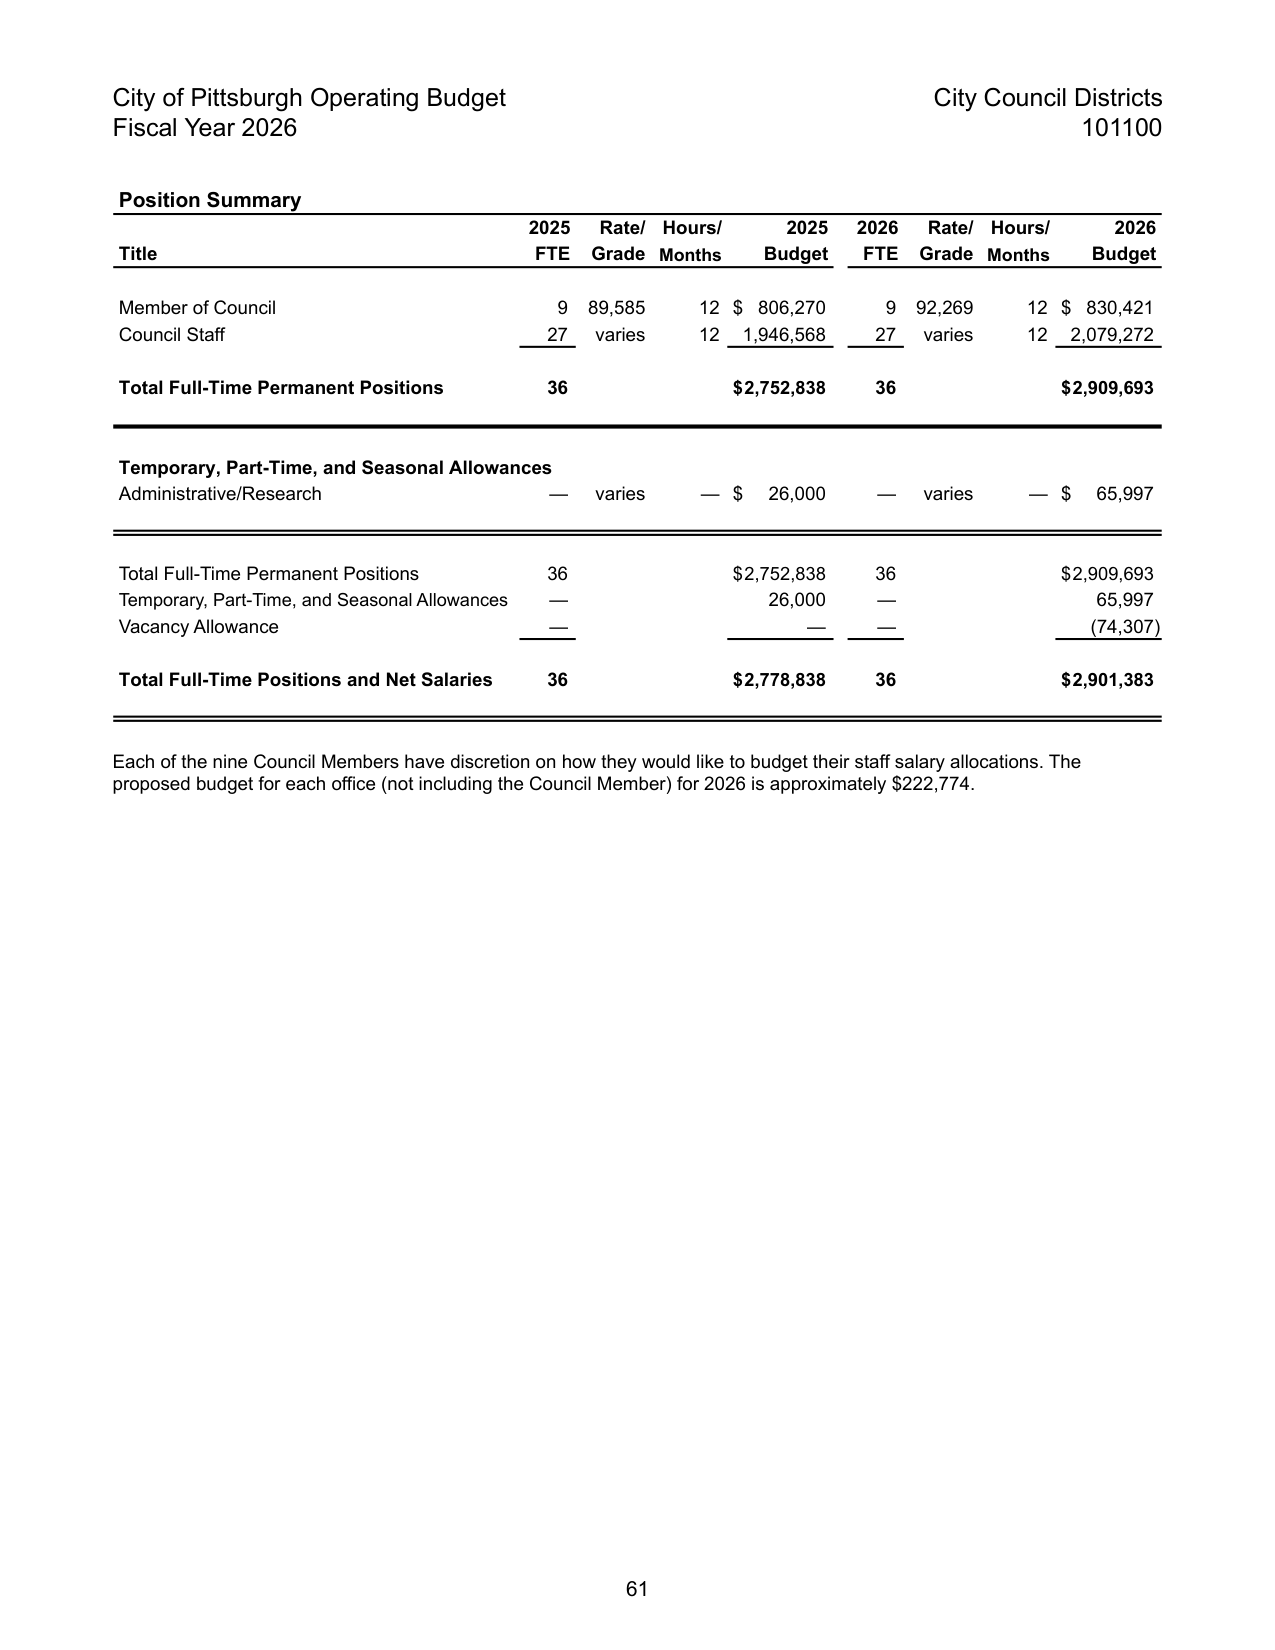 City of Pittsburgh Operating Budget City Council Districts
Fiscal Year 2026 101100
Position Summary
2025 Rate/ Hours/ 2025 2026 Rate/ Hours/ 2026
Title FTE Grade Months Budget FTE Grade Months Budget
Member of Council 9 89,585 12 $ 806,270 9 92,269 12 $ 830,421
Council Staff 27 varies 12 1,946,568 27 varies 12 2,079,272
Total Full-Time Permanent Positions 36 $2,752,838 36 $2,909,693
Temporary, Part-Time, and Seasonal Allowances
Administrative/Research — varies — $ 26,000 — varies — $ 65,997
Total Full-Time Permanent Positions 36 $2,752,838 36 $2,909,693
Temporary, Part-Time, and Seasonal Allowances — 26,000 — 65,997
Vacancy Allowance — — — (74,307)
Total Full-Time Positions and Net Salaries 36 $2,778,838 36 $2,901,383
Each of the nine Council Members have discretion on how they would like to budget their staff salary allocations. The
proposed budget for each office (not including the Council Member) for 2026 is approximately $222,774.
61